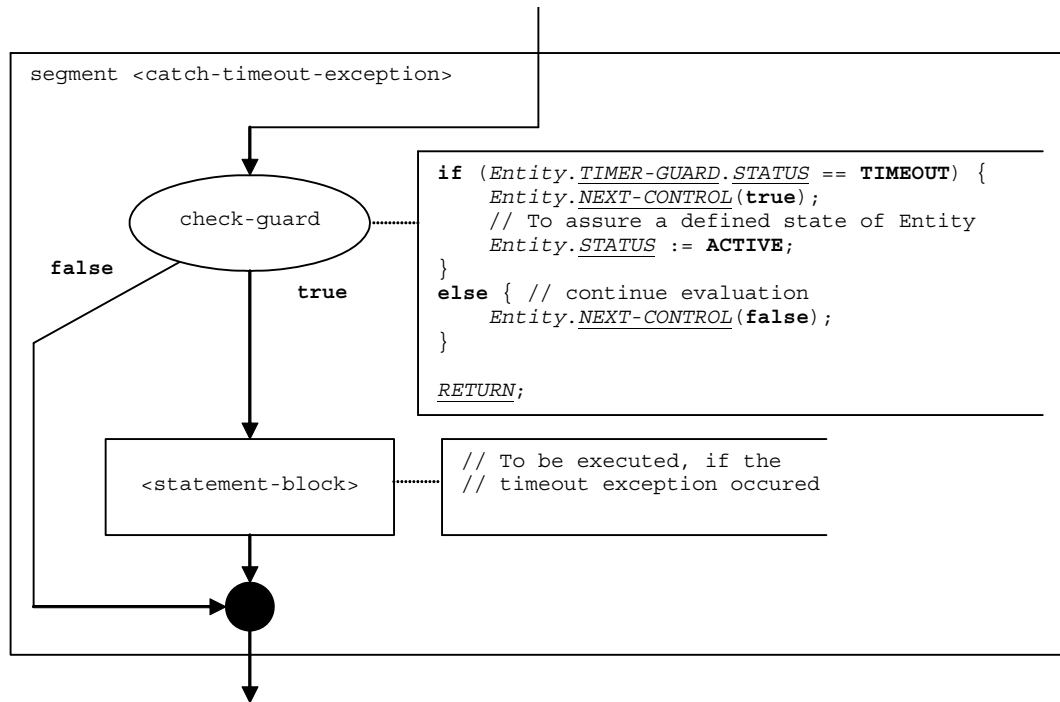 segment <catch-timeout-exception>
check-guard
false
true
if (Entity.TIMER-GUARD.STATUS == TIMEOUT) {
Entity.NEXT-CONTROL(true);
// To assure a defined state of Entity
Entity.STATUS := ACTIVE;
}
else { // continue evaluation
Entity.NEXT-CONTROL(false);
}
RETURN;
<statement-block>
// To be executed, if the
// timeout exception occured